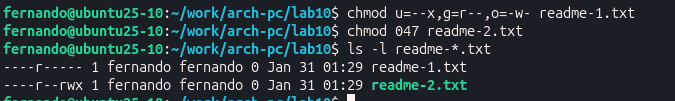 fernando@ubuntu25-10:~/work/arch-pc/lab10$ chmod u=--x,g=r--,o=-w- readme-1.txt
fernando@ubuntu25-10:~/work/arch-pc/lab10$ chmod 047 readme-2.txt
fernando@ubuntu25-10:~/work/arch-pc/lab10$ ls -l readme-*.txt
----r----- 1 fernando fernando 0 Jan 31 01:29 readme-1.txt
----r--rwx 1 fernando fernando 0 Jan 31 01:29 readme-2.txt
fernando@ubuntu25-10:~/work/arch-pc/lab10$